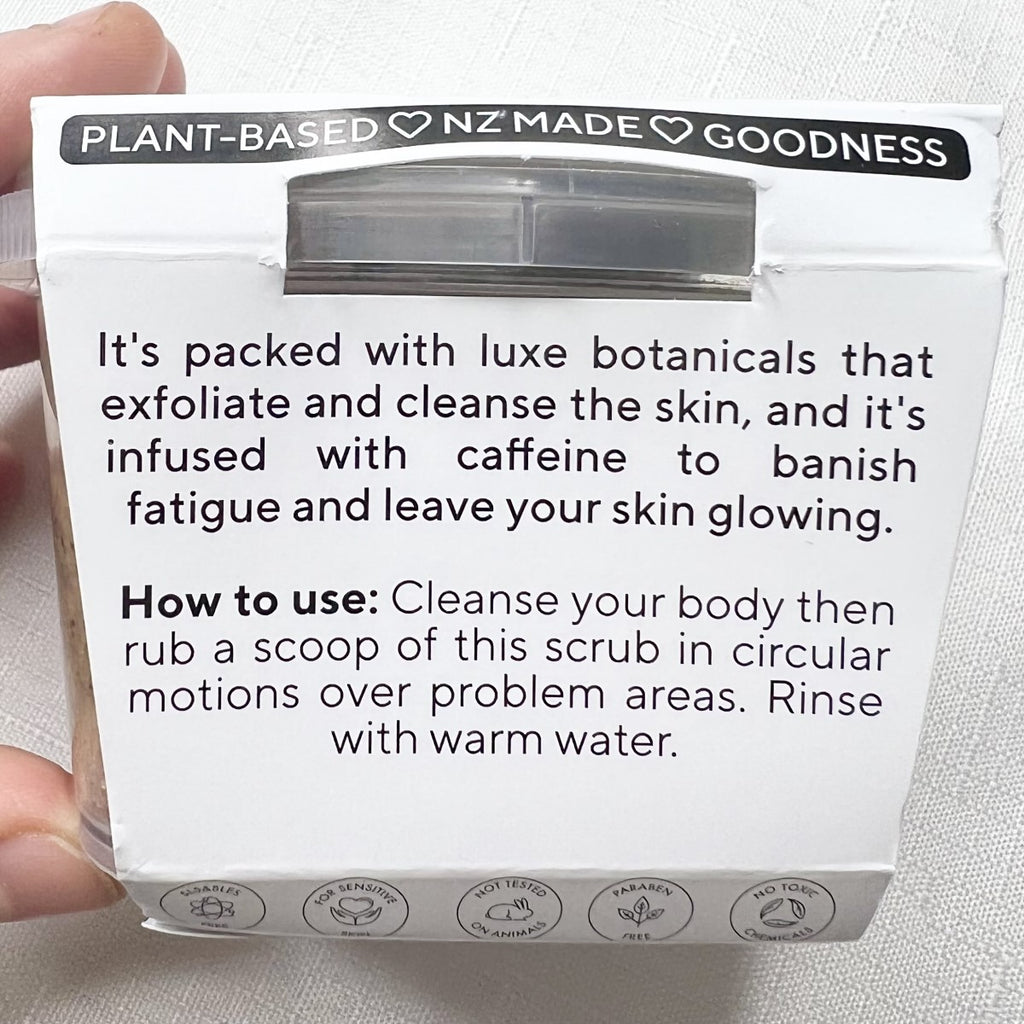 PLANT-BASED ♡ NZ MADE ♡ GOODNESS
It's packed with luxe botanicals that
exfoliate and cleanse the skin, and it's
infused with caffeine to banish
fatigue and leave your skin glowing.
How to use: Cleanse your body then
rub a scoop of this scrub in circular
motions over problem areas. Rinse
with warm water.
FREE
FOR SENSITIVE
SKIN
NOT TESTED
ON ANIMALS
PARABEN
FREE
NO TOXIC
CHEMICALS